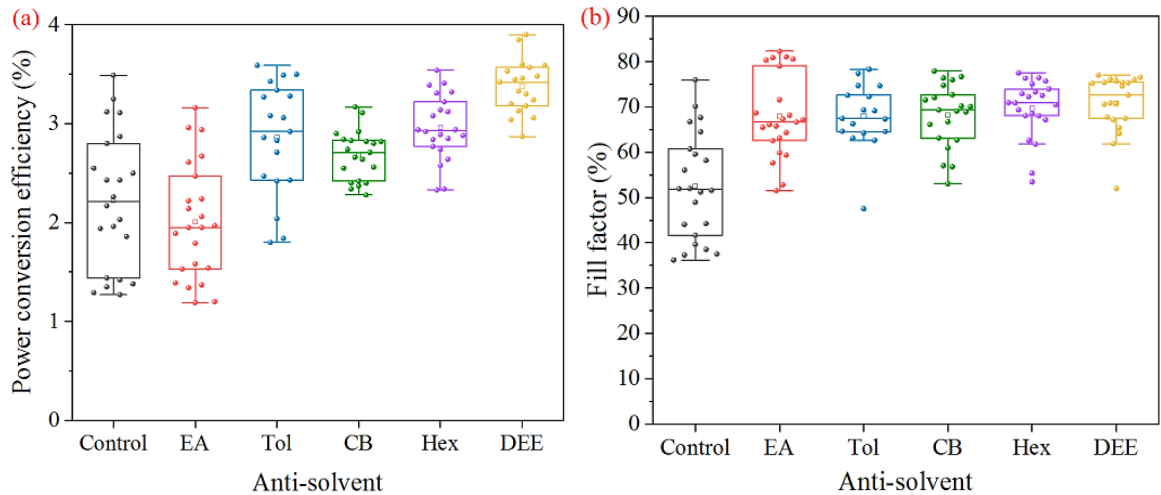 (a)
Power conversion efficiency (%)
4
3
2
1
0
Control EA Tol CB Hex DEE
Anti-solvent
(b)
Fill factor (%)
90
80
70
60
50
40
30
20
10
0
Control EA Tol CB Hex DEE
Anti-solvent